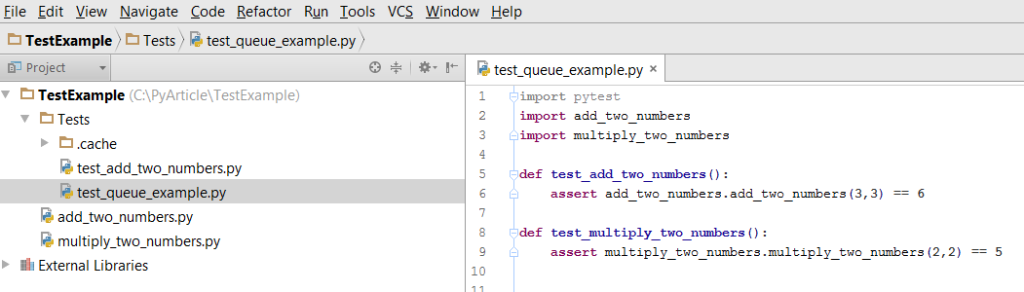 File Edit View Navigate Code Refactor Run Tools VCS Window Help
TestExample Tests test_queue_example.py
Project
TestExample (C:\PyArticle\TestExample)
Tests
.cache
test_add_two_numbers.py
test_queue_example.py
add_two_numbers.py
multiply_two_numbers.py
External Libraries
test_queue_example.py ×
1 import pytest
2 import add_two_numbers
3 import multiply_two_numbers
4
5 def test_add_two_numbers():
6 assert add_two_numbers.add_two_numbers(3,3) == 6
7
8 def test_multiply_two_numbers():
9 assert multiply_two_numbers.multiply_two_numbers(2,2) == 5
10
11